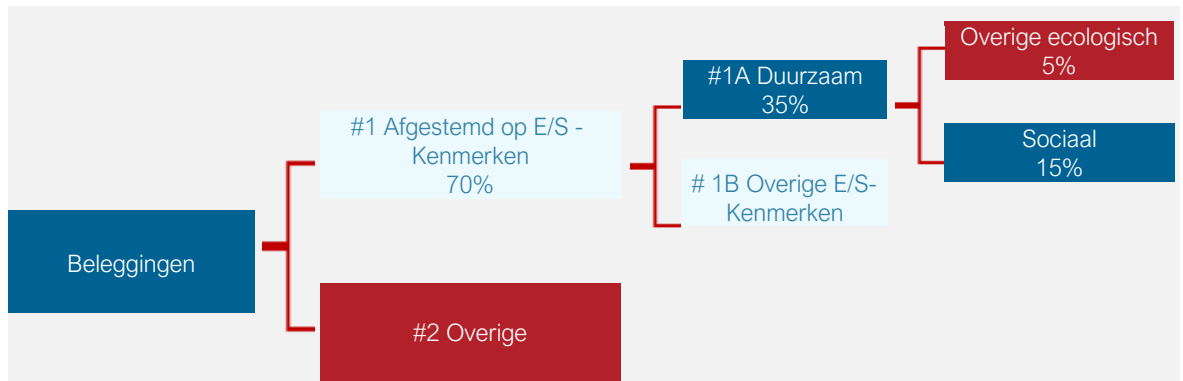 Beleggingen
#1 Afgestemd op E/S -
Kenmerken
70%
#2 Overige
#1A Duurzaam
35%
# 1B Overige E/S-
Kenmerken
Overige ecologisch
5%
Sociaal
15%